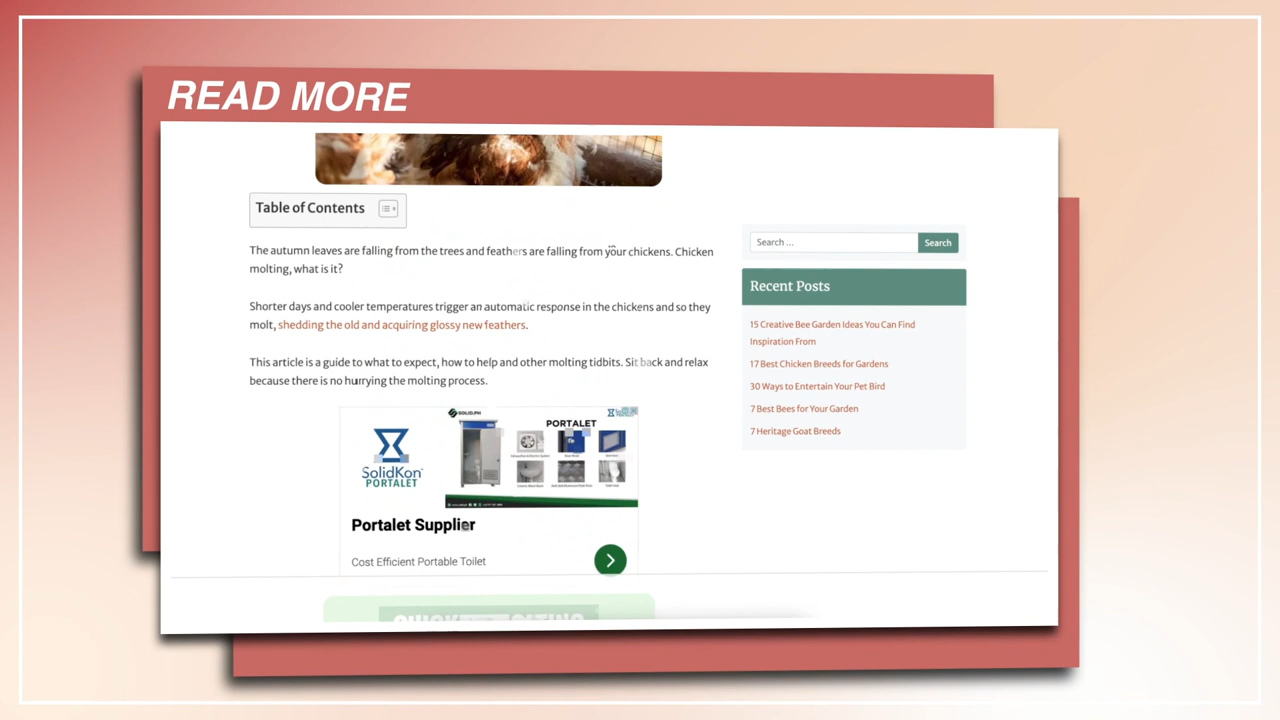 READ MORE
Table of Contents
The autumn leaves are falling from the trees and feathers are falling from your chickens. Chicken
molting, what is it?
Shorter days and cooler temperatures trigger an automatic response in the chickens and so they
molt, shedding the old and acquiring glossy new feathers.
This article is a guide to what to expect, how to help and other molting tidbits. Sit back and relax
because there is no hurrying the molting process.
SOLID.PH
PORTALET
SolidKon
PORTALET
Portalet Supplier
Cost Efficient Portable Toilet
Search ...
Search
Recent Posts
15 Creative Bee Garden Ideas You Can Find
Inspiration From
17 Best Chicken Breeds for Gardens
30 Ways to Entertain Your Pet Bird
7 Best Bees for Your Garden
7 Heritage Goat Breeds